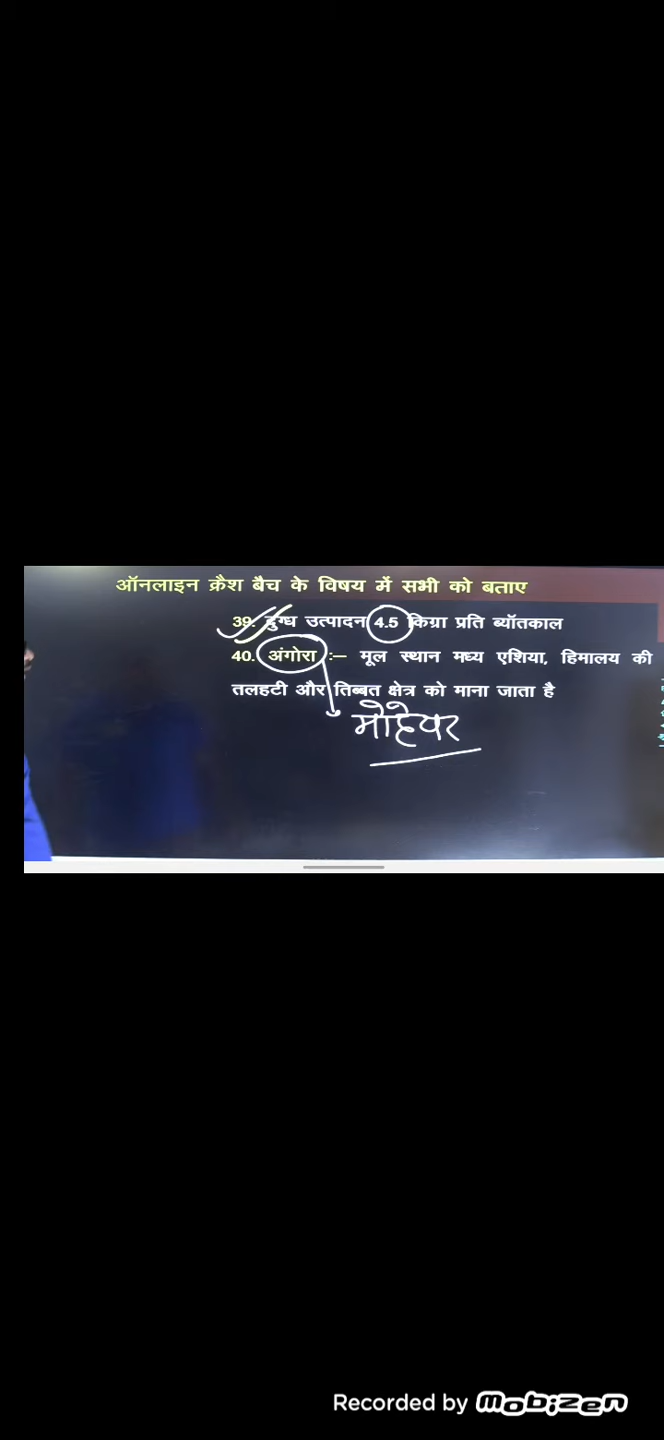 ऑनलाइन क्रैश बैच के विषय में सभी को बताए
39. दुग्ध उत्पादन 4.5 किग्रा प्रति ब्यॉतकाल
40. अंगोरा :– मूल स्थान मध्य एशिया, हिमालय की
तलहटी और तिब्बत क्षेत्र को माना जाता है
मोहेयर
Recorded by Mobizen